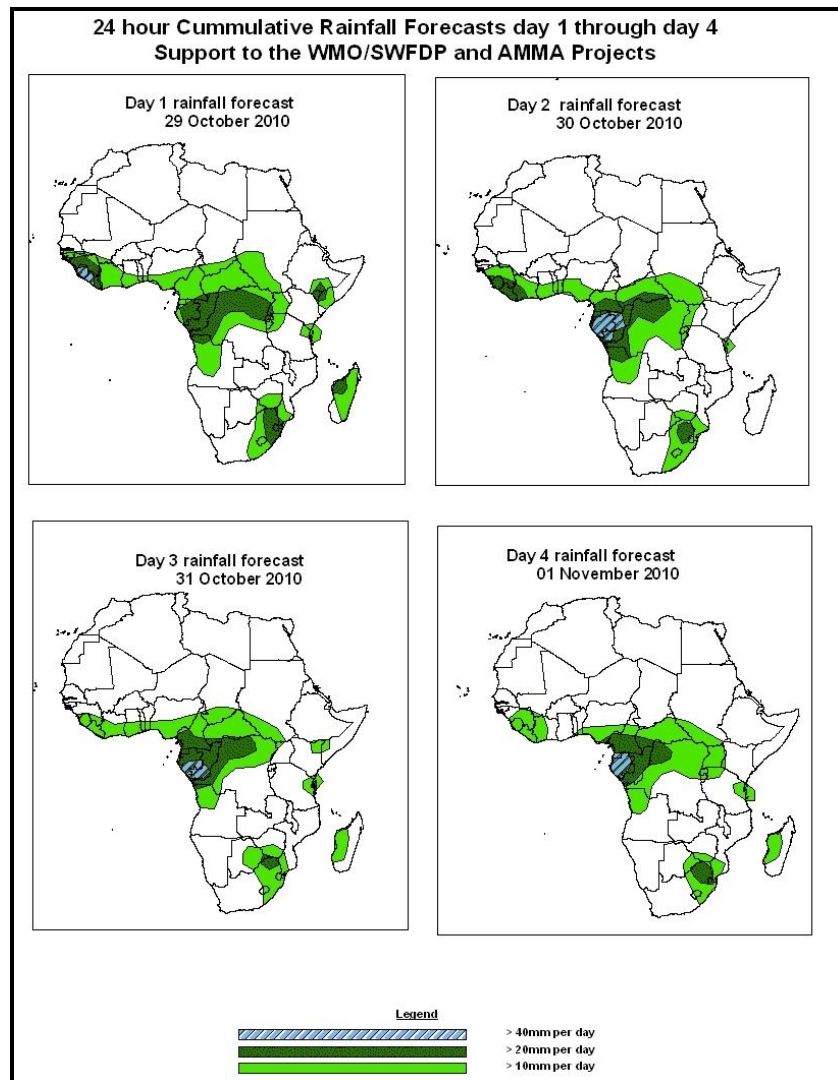 24 hour Cummulative Rainfall Forecasts day 1 through day 4
Support to the WMO/SWFDP and AMMA Projects
Day 1 rainfall forecast
29 October 2010
Day 2 rainfall forecast
30 October 2010
Day 3 rainfall forecast
31 October 2010
Day 4 rainfall forecast
01 November 2010
Legend
> 40mm per day
> 20mm per day
> 10mm per day